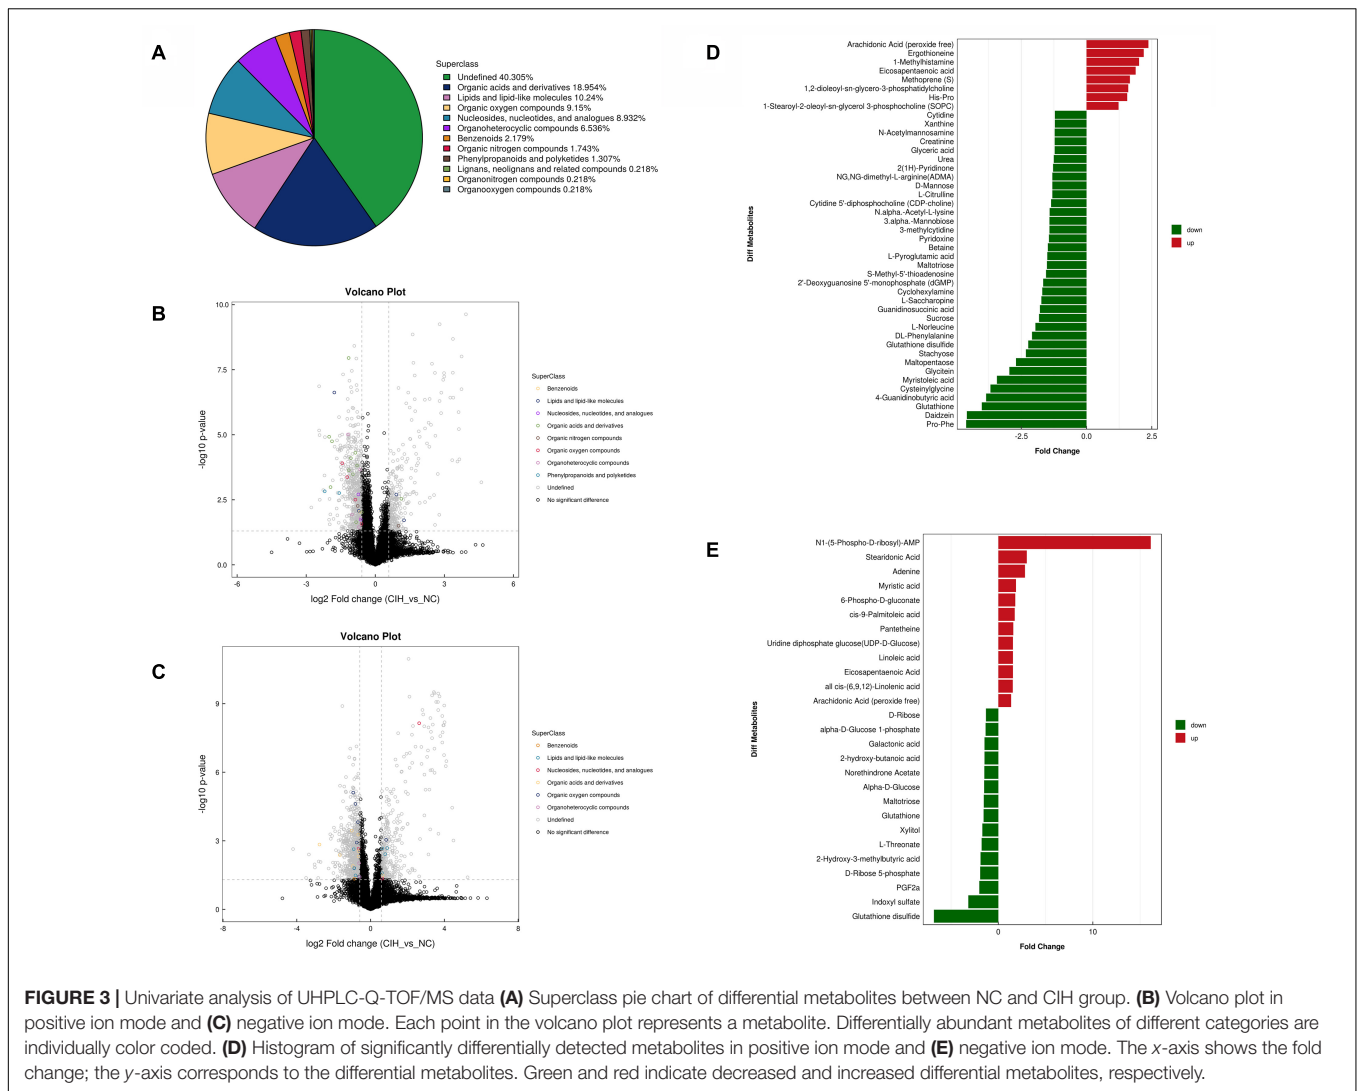 A
Superclass
Undefined 40.305%
Organic acids and derivatives 18.954%
Lipids and lipid-like molecules 10.24%
Organic oxygen compounds 9.15%
Nucleosides, nucleotides, and analogues 8.932%
Organoheterocyclic compounds 6.536%
Benzenoids 2.179%
Organic nitrogen compounds 1.743%
Phenylpropanoids and polyketides 1.307%
Lignans, neolignans and related compounds 0.218%
Organonitrogen compounds 0.218%
Organooxygen compounds 0.218%
B
Volcano Plot
10.0
7.5
5.0
2.5
0.0
-log10 p-value
-6 -3 0 3 6
log2 Fold change (CIH_vs_NC)
SuperClass
Benzenoids
Lipids and lipid-like molecules
Nucleosides, nucleotides, and analogues
Organic acids and derivatives
Organic nitrogen compounds
Organic oxygen compounds
Organoheterocyclic compounds
Phenylpropanoids and polyketides
Undefined
No significant difference
C
Volcano Plot
9
6
3
0
-log10 p-value
-8 -4 0 4 8
log2 Fold change (CIH_vs_NC)
SuperClass
Benzenoids
Lipids and lipid-like molecules
Nucleosides, nucleotides, and analogues
Organic acids and derivatives
Organic oxygen compounds
Organoheterocyclic compounds
Undefined
No significant difference
D
Diff Metabolites
Arachidonic Acid (peroxide free)
Ergothioneine
1-Methylhistamine
Eicosapentaenoic acid
Methoprene (S)
1,2-dioleoyl-sn-glycero-3-phosphatidylcholine
His-Pro
1-Stearoyl-2-oleoyl-sn-glycerol 3-phosphocholine (SOPC)
Cytidine
Xanthine
N-Acetylmannosamine
Creatinine
Glyceric acid
Urea
2(1H)-Pyridinone
NG,NG-dimethyl-L-arginine(ADMA)
D-Mannose
L-Citrulline
Cytidine 5'-diphosphocholine (CDP-choline)
N.alpha.-Acetyl-L-lysine
3.alpha.-Mannobiose
3-methylcytidine
Pyridoxine
Betaine
L-Pyroglutamic acid
Maltotriose
S-Methyl-5'-thioadenosine
2'-Deoxyguanosine 5'-monophosphate (dGMP)
Cyclohexylamine
L-Saccharopine
Guanidinosuccinic acid
Sucrose
L-Norleucine
DL-Phenylalanine
Glutathione disulfide
Stachyose
Maltopentaose
Glycitein
Myristoleic acid
Cysteinylglycine
4-Guanidinobutyric acid
Glutathione
Daidzein
Pro-Phe
-2.5 0.0 2.5
Fold Change
down
up
E
Diff Metabolites
N1-(5-Phospho-D-ribosyl)-AMP
Stearidonic Acid
Adenine
Myristic acid
6-Phospho-D-gluconate
cis-9-Palmitoleic acid
Pantetheine
Uridine diphosphate glucose(UDP-D-Glucose)
Linoleic acid
Eicosapentaenoic Acid
all cis-(6,9,12)-Linolenic acid
Arachidonic Acid (peroxide free)
D-Ribose
alpha-D-Glucose 1-phosphate
Galactonic acid
2-hydroxy-butanoic acid
Norethindrone Acetate
Alpha-D-Glucose
Maltotriose
Glutathione
Xylitol
L-Threonate
2-Hydroxy-3-methylbutyric acid
D-Ribose 5-phosphate
PGF2a
Indoxyl sulfate
Glutathione disulfide
0 10
Fold Change
down
up
FIGURE 3 | Univariate analysis of UHPLC-Q-TOF/MS data (A) Superclass pie chart of differential metabolites between NC and CIH group. (B) Volcano plot in
positive ion mode and (C) negative ion mode. Each point in the volcano plot represents a metabolite. Differentially abundant metabolites of different categories are
individually color coded. (D) Histogram of significantly differentially detected metabolites in positive ion mode and (E) negative ion mode. The x-axis shows the fold
change; the y-axis corresponds to the differential metabolites. Green and red indicate decreased and increased differential metabolites, respectively.